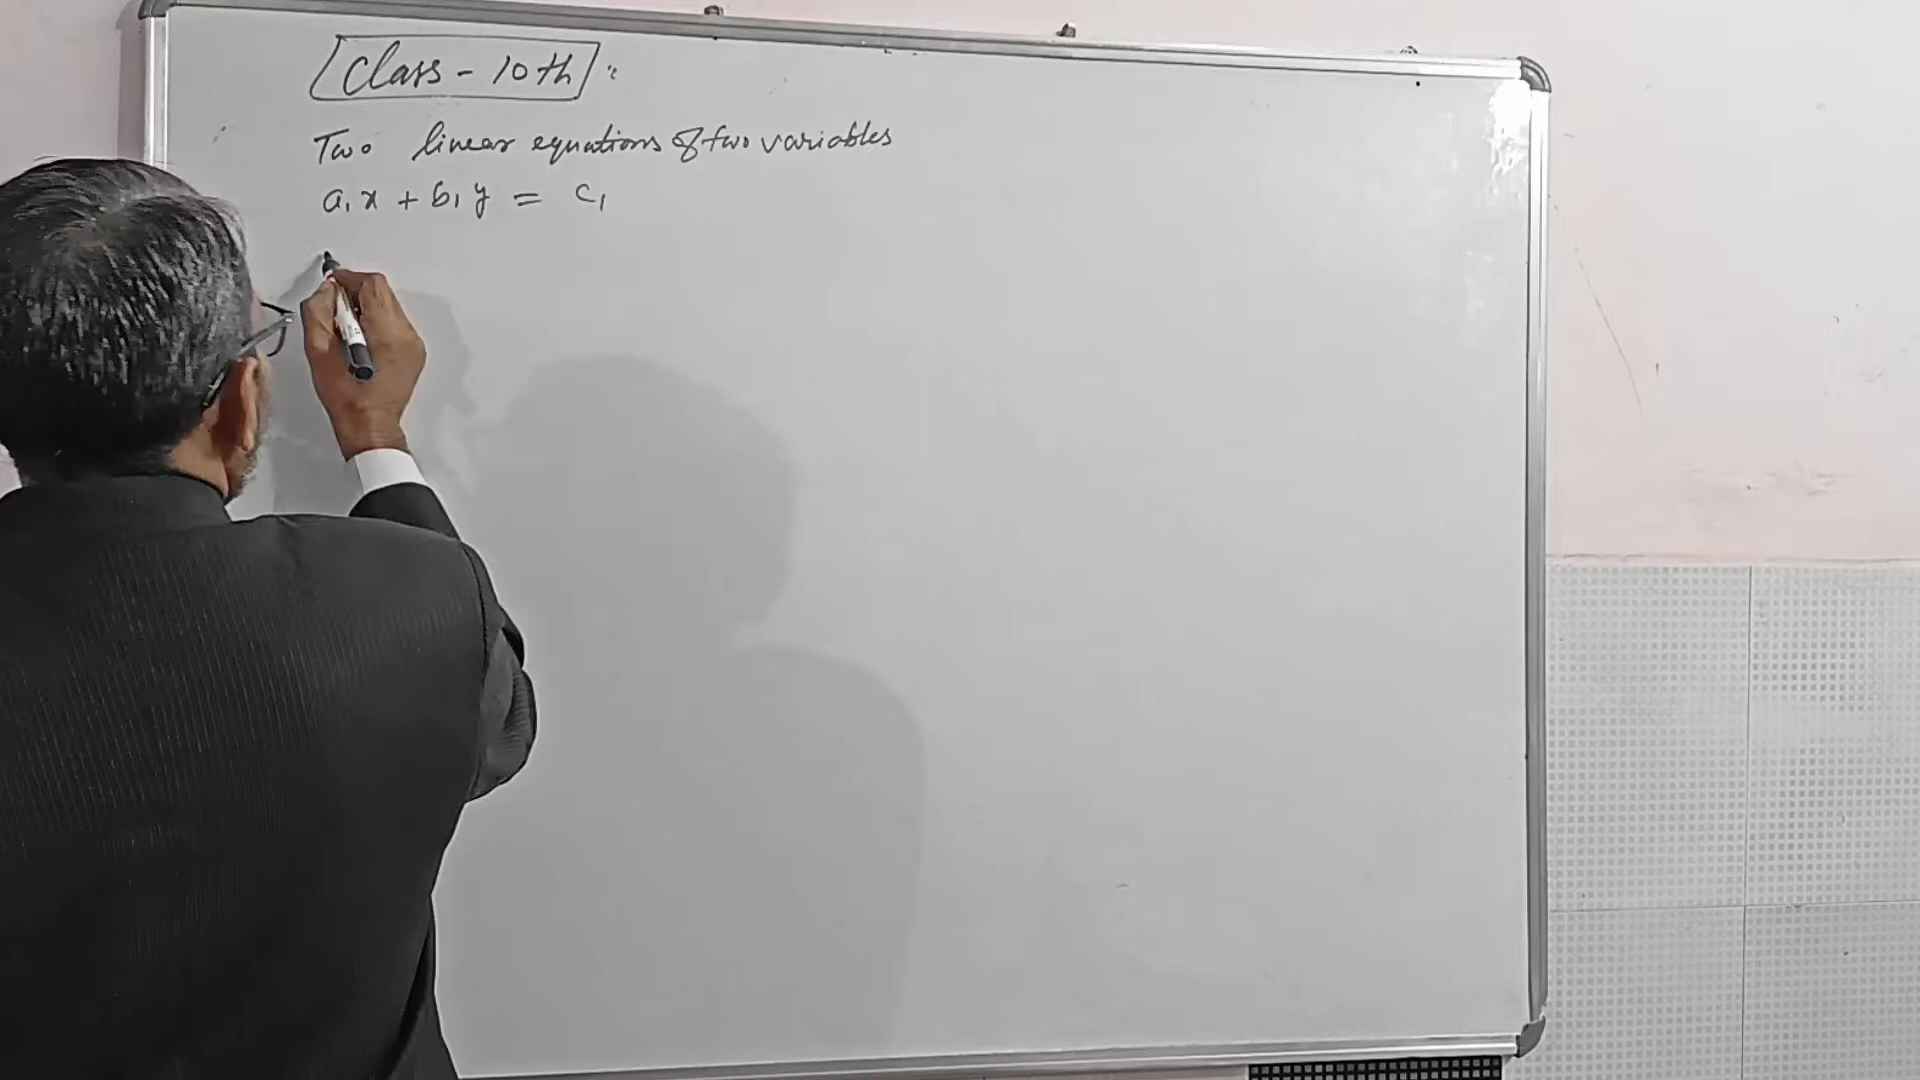 Class - 10th :
Two linear equations of two variables
a₁x + b₁y = c₁